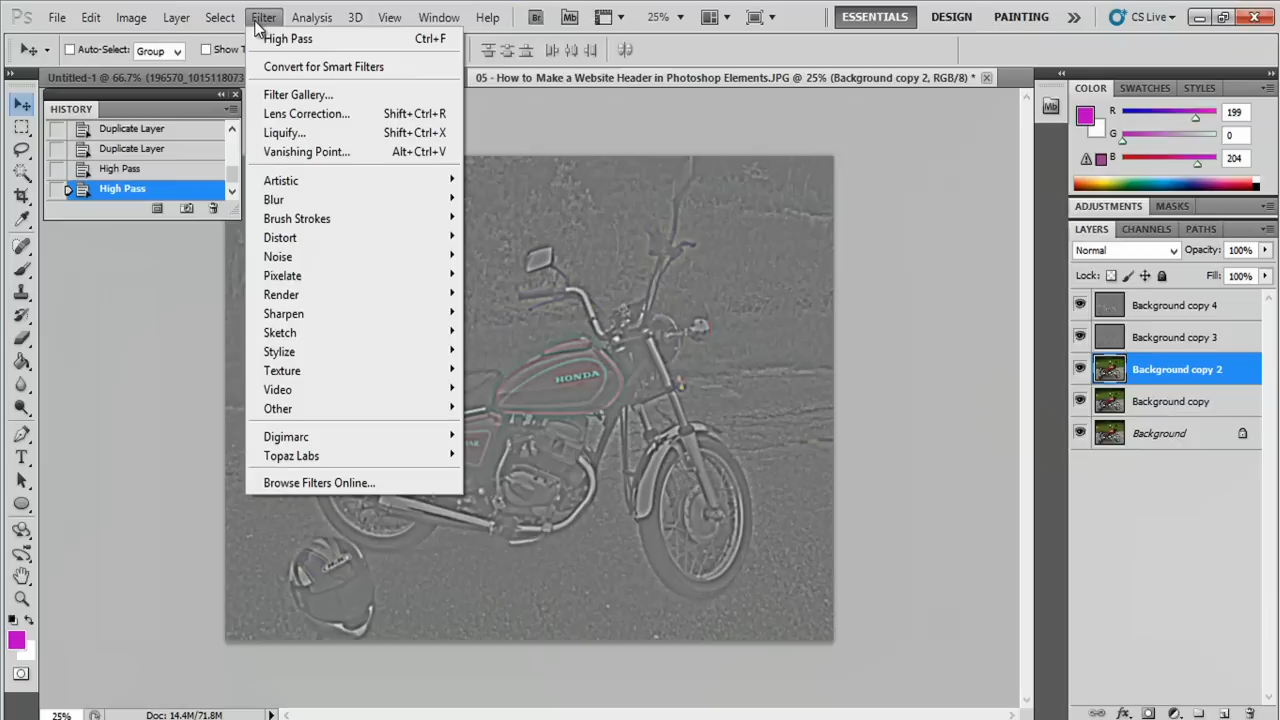 Ps File Edit Image Layer Select Filter Analysis 3D View Window Help Br Mb 25% ESSENTIALS DESIGN PAINTING CS Live
Auto-Select: Group Show T
Untitled-1 @ 66.7% (196570_1015118073 05 - How to Make a Website Header in Photoshop Elements.JPG @ 25% (Background copy 2, RGB/8) *
HISTORY
Duplicate Layer
Duplicate Layer
High Pass
High Pass
High Pass Ctrl+F
Convert for Smart Filters
Filter Gallery...
Lens Correction... Shift+Ctrl+R
Liquify... Shift+Ctrl+X
Vanishing Point... Alt+Ctrl+V
Artistic
Blur
Brush Strokes
Distort
Noise
Pixelate
Render
Sharpen
Sketch
Stylize
Texture
Video
Other
Digimarc
Topaz Labs
Browse Filters Online...
HONDA
Mb
COLOR SWATCHES STYLES
R 199
G 0
B 204
ADJUSTMENTS MASKS
LAYERS CHANNELS PATHS
Normal Opacity: 100%
Lock: Fill: 100%
Background copy 4
Background copy 3
Background copy 2
Background copy
Background
25% Doc: 14.4M/71.8M